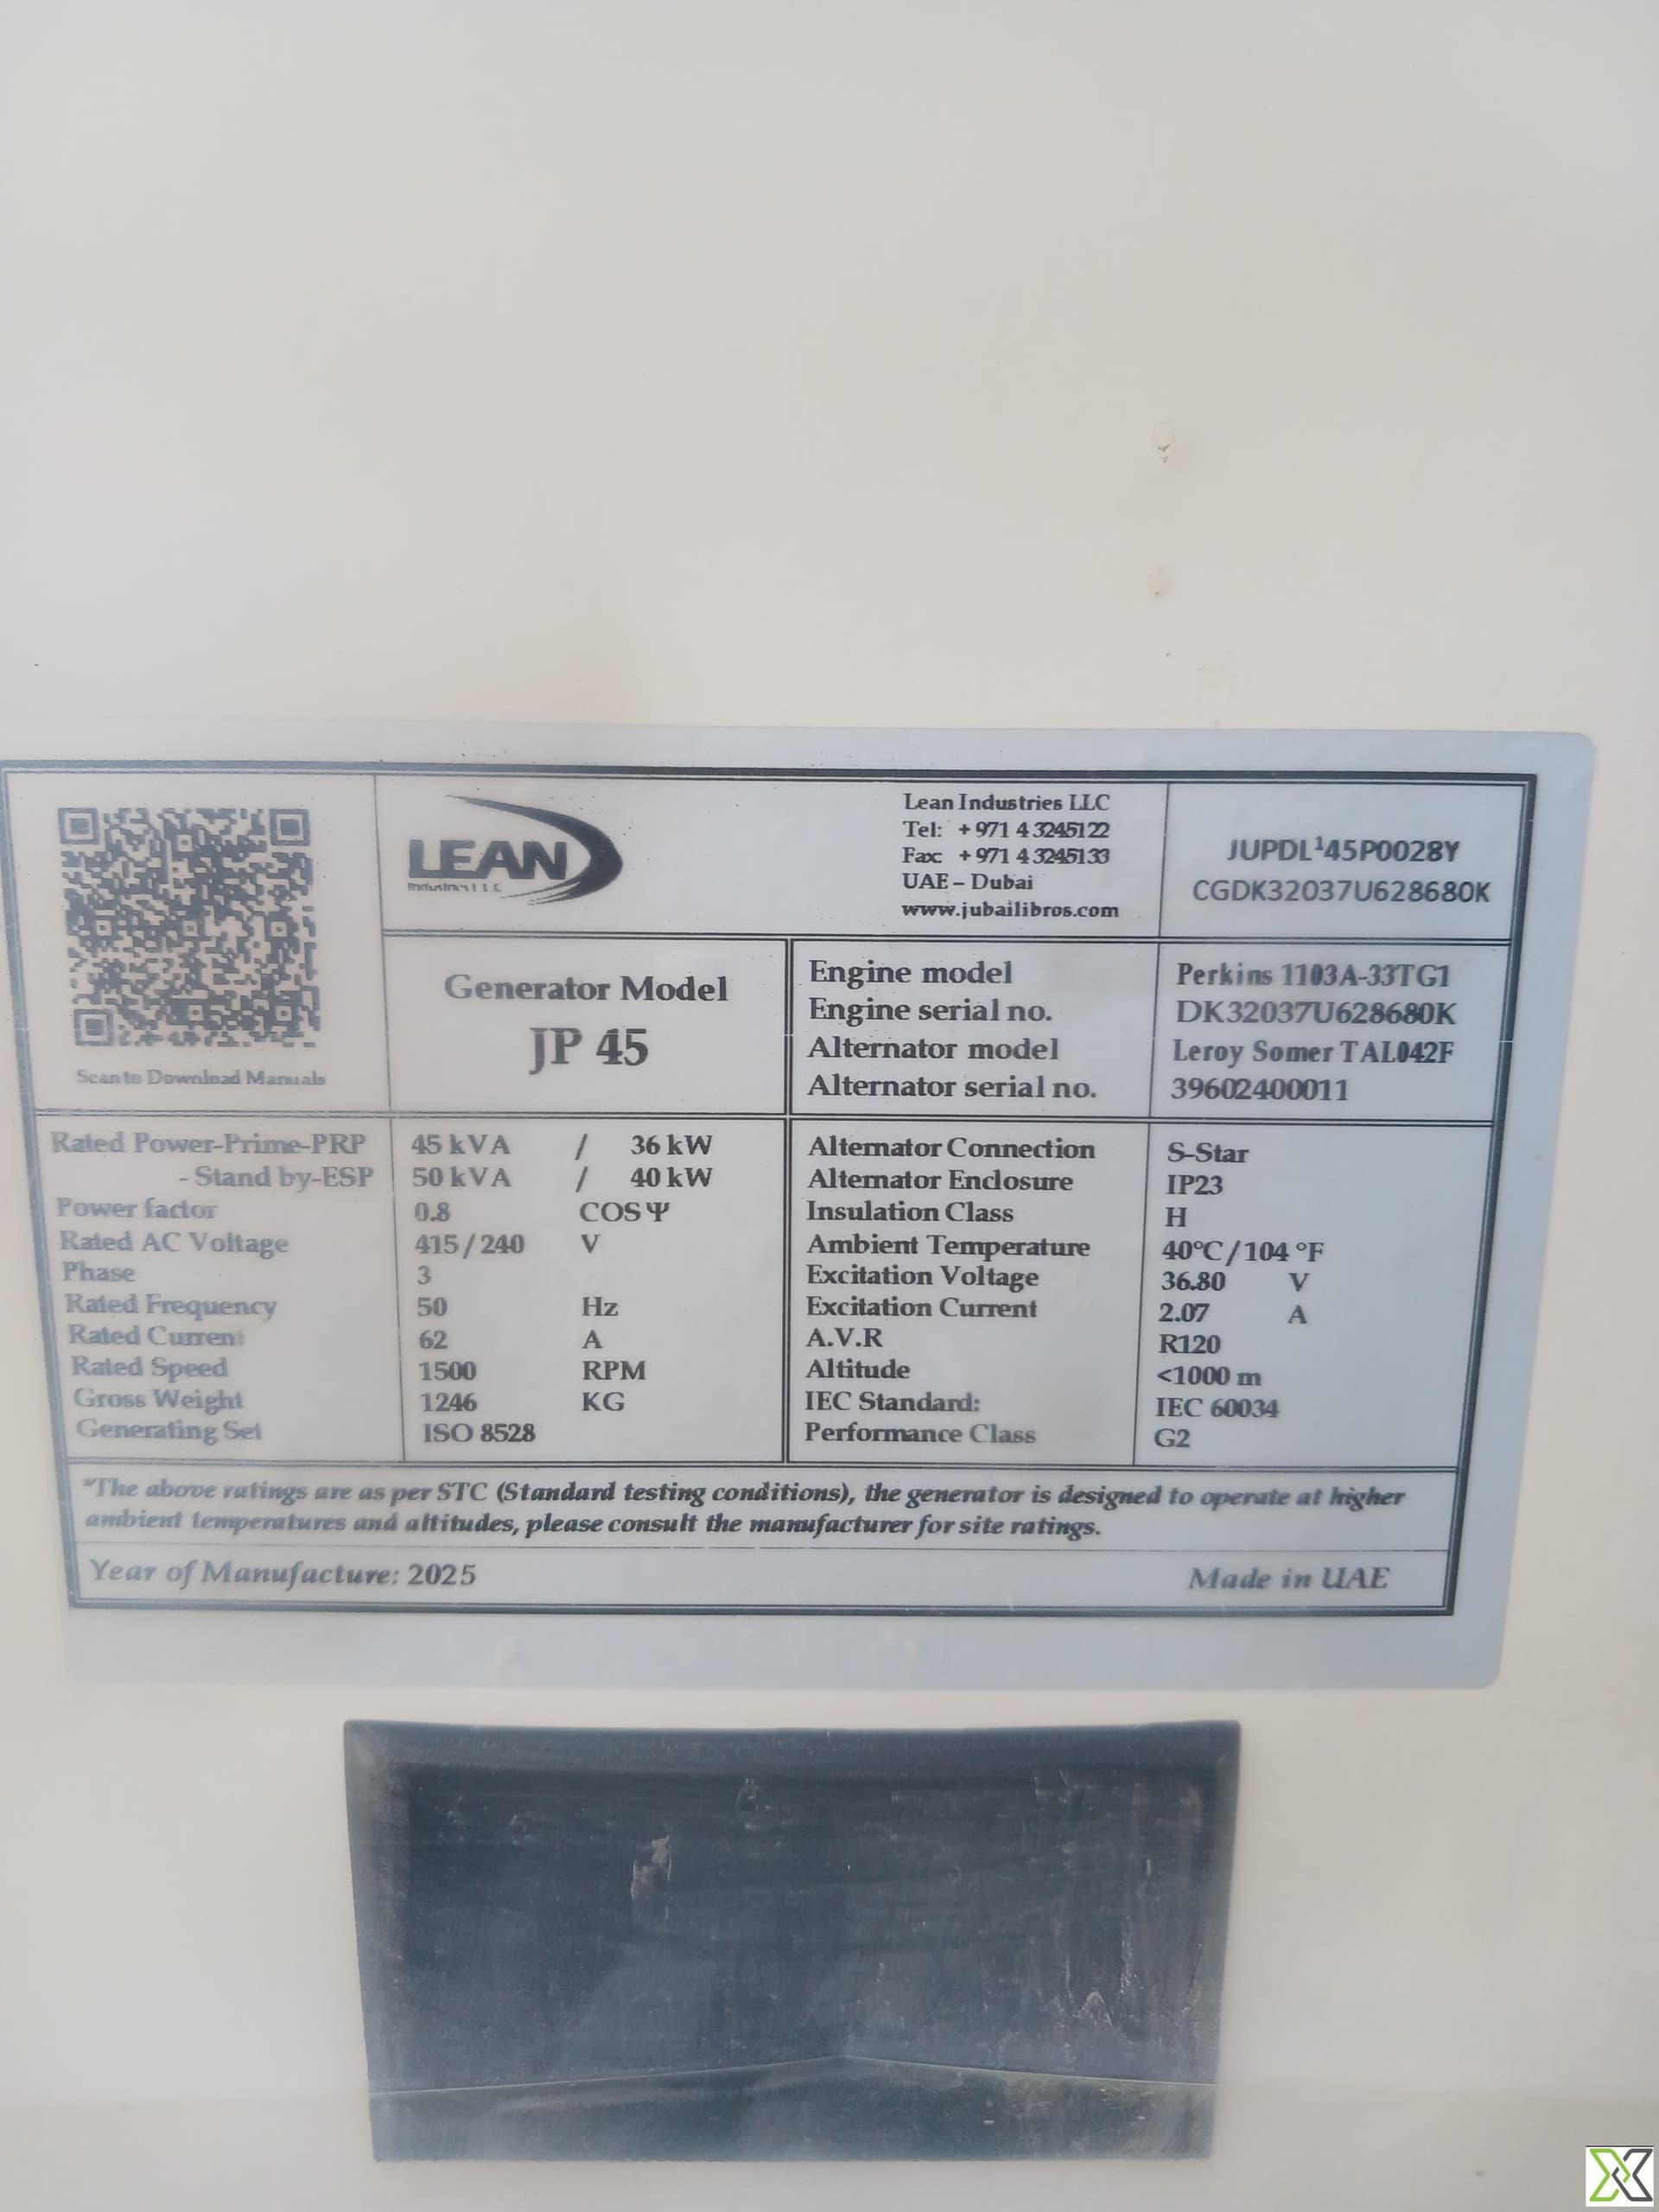 LEAN
Industries LLC
Lean Industries LLC
Tel: +971 4 3245122
Fax: +971 4 3245133
UAE – Dubai
www.jubailibros.com
JUPDL¹45P0028Y
CGDK32037U628680K
Scan to Download Manuals
Generator Model
JP 45
Engine model Perkins 1103A-33TG1
Engine serial no. DK32037U628680K
Alternator model Leroy Somer TAL042F
Alternator serial no. 39602400011
Rated Power-Prime-PRP 45 kVA / 36 kW
- Stand by-ESP 50 kVA / 40 kW
Power factor 0.8 COS Ψ
Rated AC Voltage 415/240 V
Phase 3
Rated Frequency 50 Hz
Rated Current 62 A
Rated Speed 1500 RPM
Gross Weight 1246 KG
Generating Set ISO 8528
Alternator Connection S-Star
Alternator Enclosure IP23
Insulation Class H
Ambient Temperature 40°C/104 °F
Excitation Voltage 36.80 V
Excitation Current 2.07 A
A.V.R R120
Altitude <1000 m
IEC Standard: IEC 60034
Performance Class G2
*The above ratings are as per STC (Standard testing conditions), the generator is designed to operate at higher
ambient temperatures and altitudes, please consult the manufacturer for site ratings.
Year of Manufacture: 2025
Made in UAE